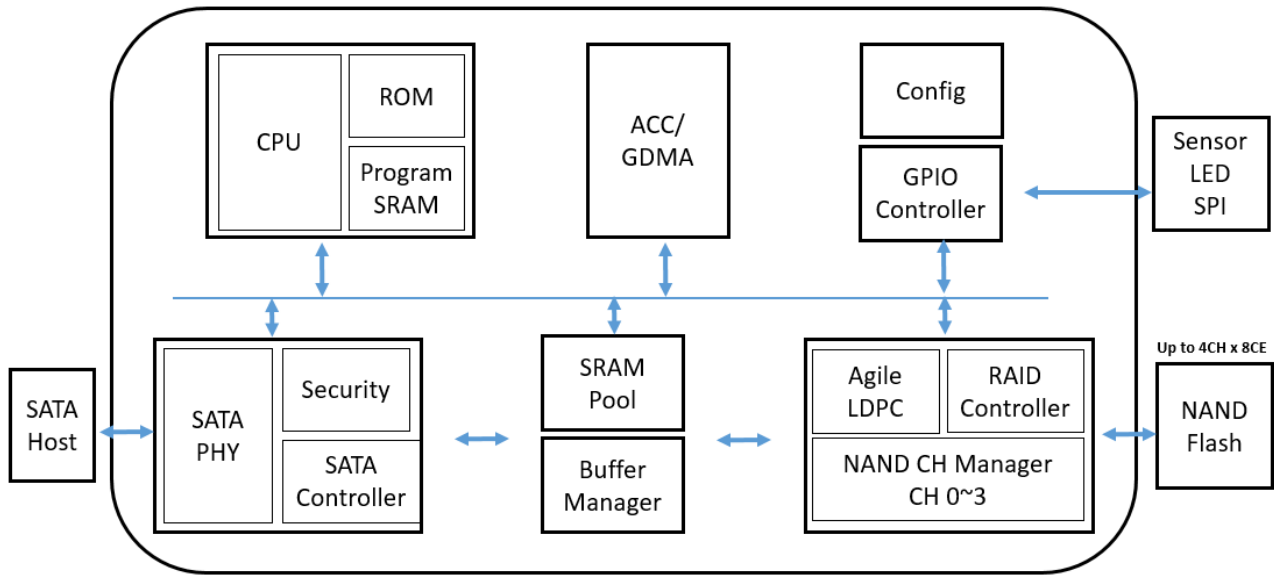 CPU
ROM
Program
SRAM
ACC/
GDMA
Config
GPIO
Controller
Sensor
LED
SPI
SATA
Host
SATA
PHY
Security
SATA
Controller
SRAM
Pool
Buffer
Manager
Agile
LDPC
RAID
Controller
NAND CH Manager
CH 0~3
Up to 4CH x 8CE
NAND
Flash